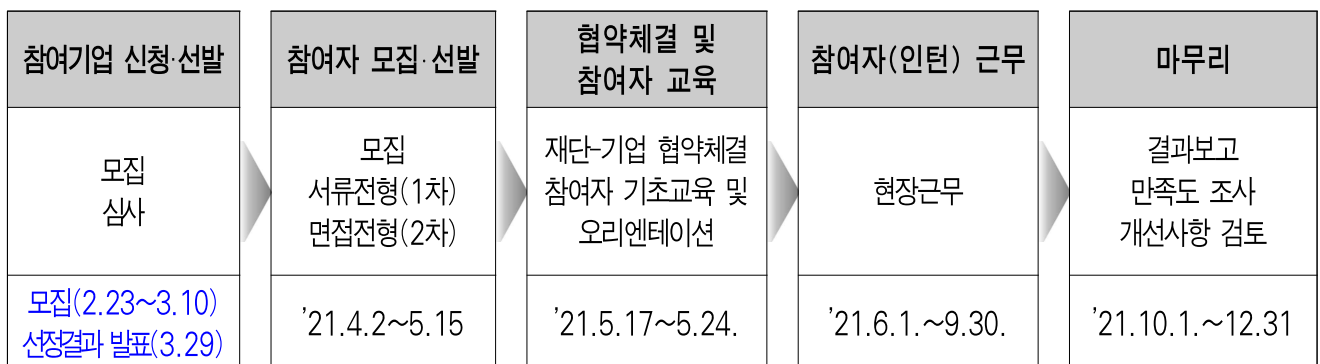 참여기업 신청·선발
모집
심사
모집(2.23~3.10)
선정결과 발표(3.29)
참여자 모집·선발
모집
서류전형(1차)
면접전형(2차)
'21.4.2~5.15
협약체결 및
참여자 교육
재단-기업 협약체결
참여자 기초교육 및
오리엔테이션
'21.5.17~5.24.
참여자(인턴) 근무
현장근무
'21.6.1.~9.30.
마무리
결과보고
만족도 조사
개선사항 검토
'21.10.1.~12.31